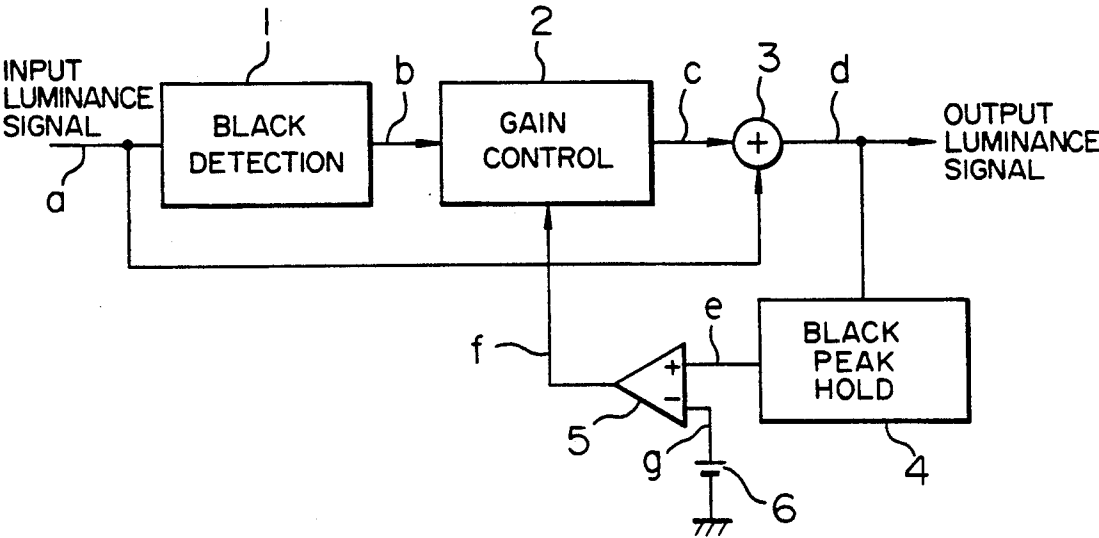 1
2
3
INPUT
LUMINANCE
SIGNAL
a
BLACK
DETECTION
b
GAIN
CONTROL
c
+
d
OUTPUT
LUMINANCE
SIGNAL
BLACK
PEAK
HOLD
4
e
f
+
−
5
g
6